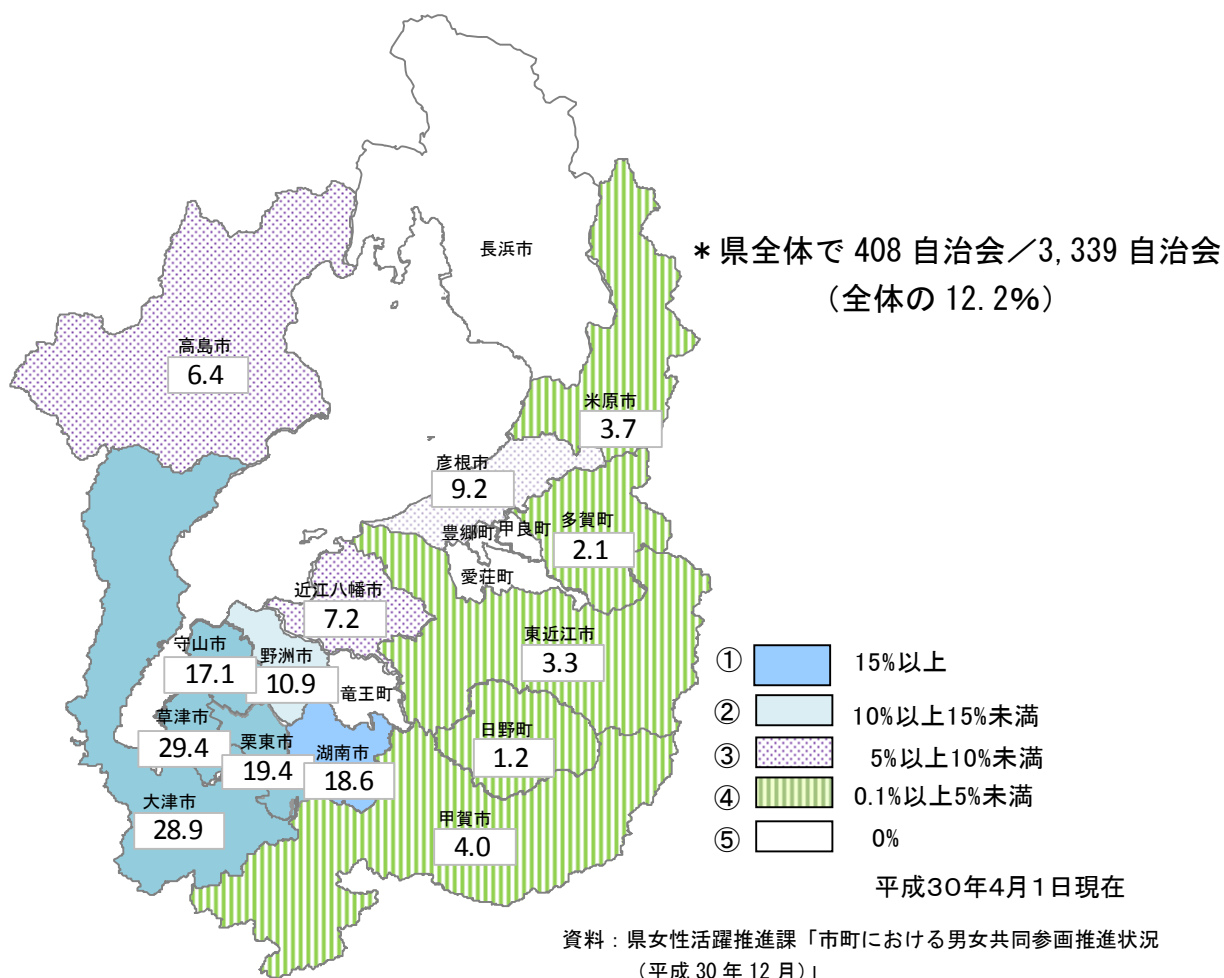 長浜市
＊県全体で 408 自治会／3,339 自治会
（全体の 12.2％）
高島市
6.4
米原市
3.7
彦根市
9.2
豊郷町
甲良町
多賀町
2.1
愛荘町
近江八幡市
7.2
東近江市
3.3
守山市
17.1
野洲市
10.9
竜王町
草津市
29.4
栗東市
19.4
湖南市
18.6
日野町
1.2
大津市
28.9
甲賀市
4.0
① 15%以上
② 10%以上15%未満
③ 5%以上10%未満
④ 0.1%以上5%未満
⑤ 0%
平成３０年４月１日現在
資料：県女性活躍推進課「市町における男女共同参画推進状況
（平成 30 年 12 月）」